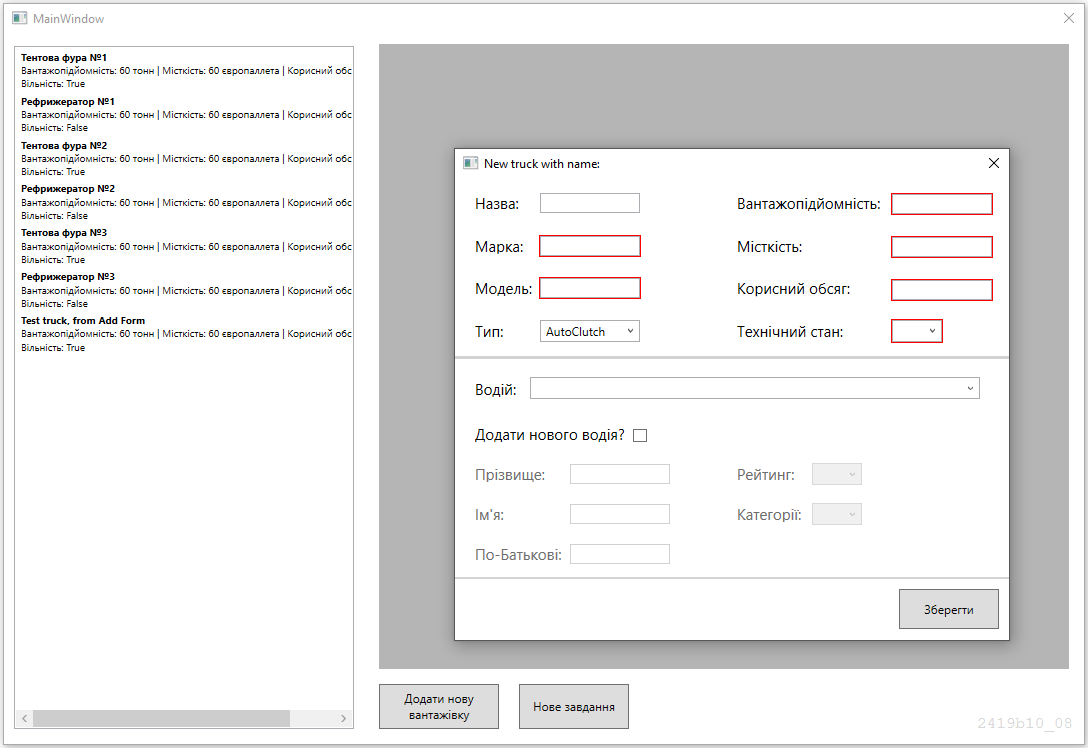 MainWindow
Тентова фура №1
Вантажопідйомність: 60 тонн | Місткість: 60 європаллета | Корисний обс
Вільність: True
Рефрижератор №1
Вантажопідйомність: 60 тонн | Місткість: 60 європаллета | Корисний обс
Вільність: False
Тентова фура №2
Вантажопідйомність: 60 тонн | Місткість: 60 європаллета | Корисний обс
Вільність: True
Рефрижератор №2
Вантажопідйомність: 60 тонн | Місткість: 60 європаллета | Корисний обс
Вільність: False
Тентова фура №3
Вантажопідйомність: 60 тонн | Місткість: 60 європаллета | Корисний обс
Вільність: True
Рефрижератор №3
Вантажопідйомність: 60 тонн | Місткість: 60 європаллета | Корисний обс
Вільність: False
Test truck, from Add Form
Вантажопідйомність: 60 тонн | Місткість: 60 європаллета | Корисний обс
Вільність: True
New truck with name:
Назва: Вантажопідйомність:
Марка: Місткість:
Модель: Корисний обсяг:
Тип: AutoClutch Технічний стан:
Водій:
Додати нового водія?
Прізвище: Рейтинг:
Ім'я: Категорії:
По-Батькові:
Зберегти
Додати нову
вантажівку
Нове завдання
2419b10_08